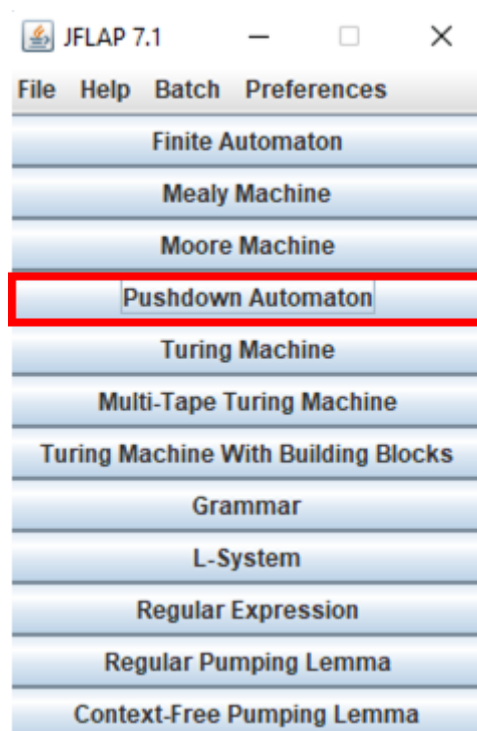 JFLAP 7.1
File Help Batch Preferences
Finite Automaton
Mealy Machine
Moore Machine
Pushdown Automaton
Turing Machine
Multi-Tape Turing Machine
Turing Machine With Building Blocks
Grammar
L-System
Regular Expression
Regular Pumping Lemma
Context-Free Pumping Lemma